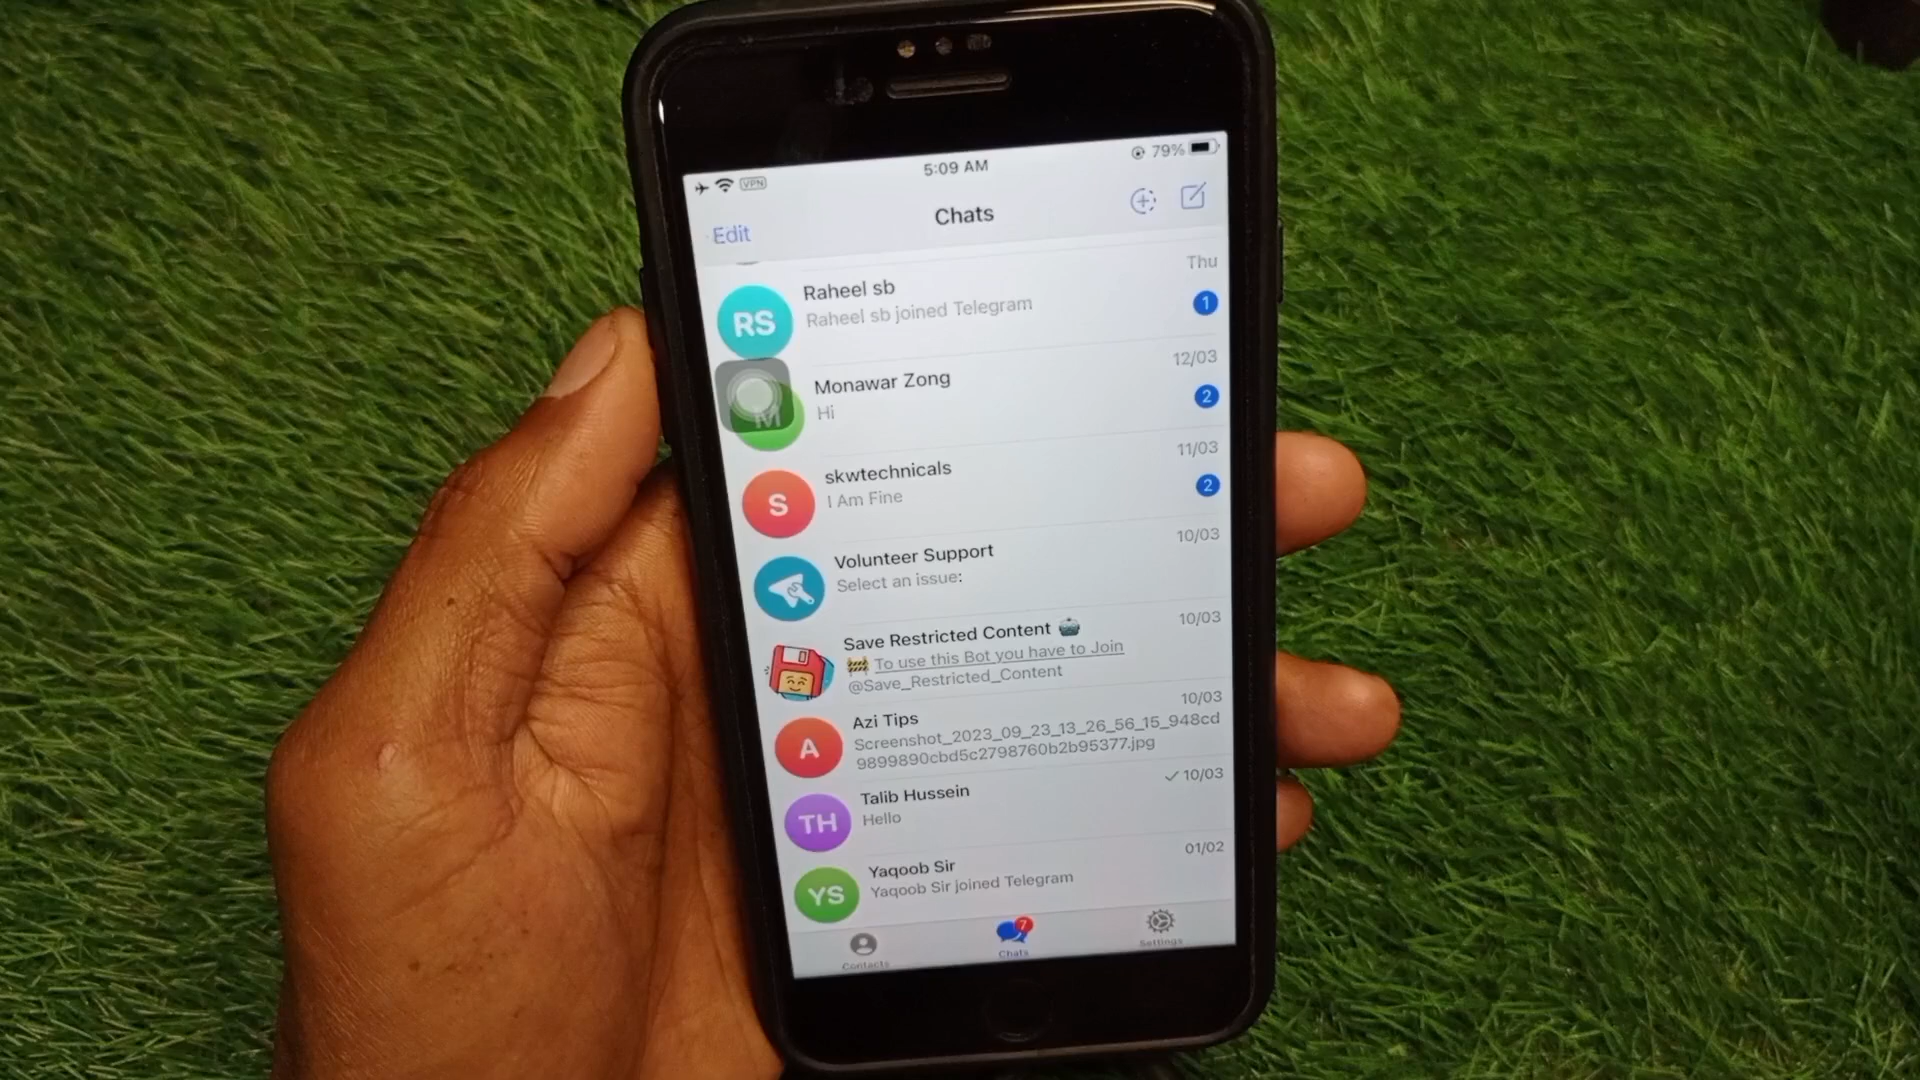 VPN
5:09 AM
79%
Edit
Chats
RS
Raheel sb
Thu
Raheel sb joined Telegram
1
M
Monawar Zong
12/03
Hi
2
S
skwtechnicals
11/03
I Am Fine
2
Volunteer Support
10/03
Select an issue:
Save Restricted Content
10/03
To use this Bot you have to Join
@Save_Restricted_Content
A
Azi Tips
10/03
Screenshot_2023_09_23_13_26_56_15_948cd
9899890cbd5c2798760b2b95377.jpg
TH
Talib Hussein
10/03
Hello
YS
Yaqoob Sir
01/02
Yaqoob Sir joined Telegram
Contacts
7
Chats
Settings